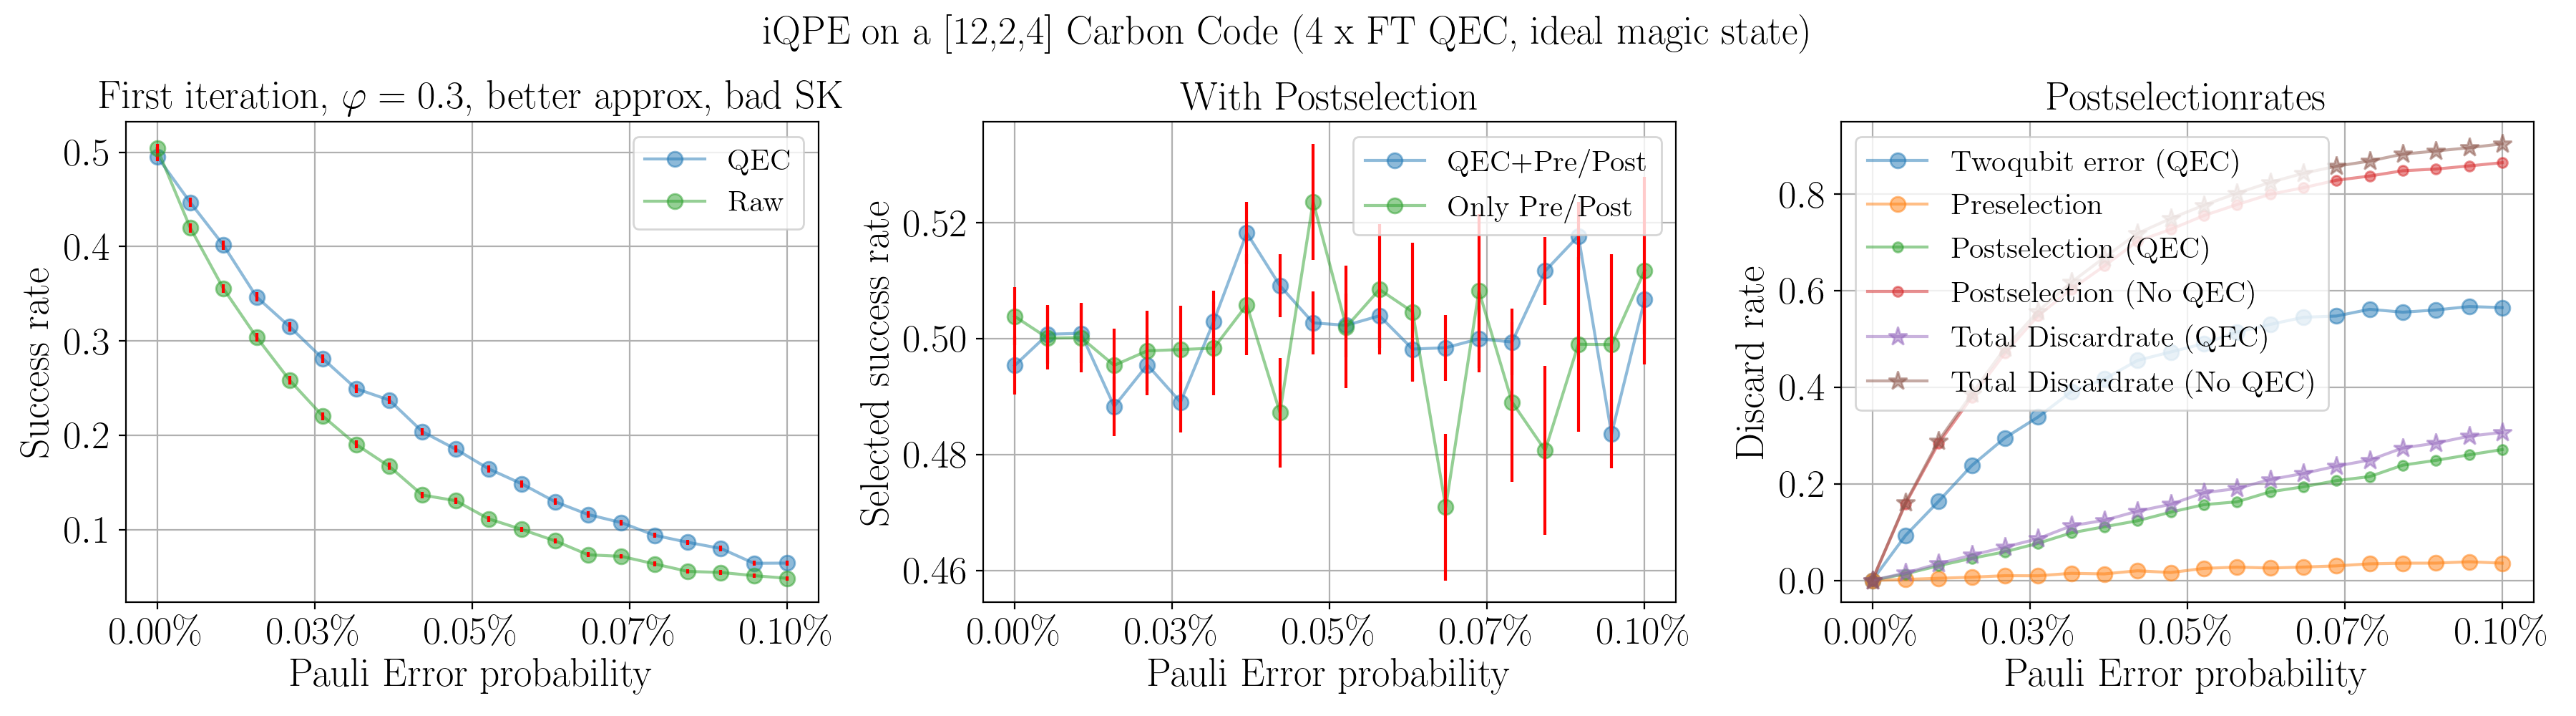 iQPE on a [12,2,4] Carbon Code (4 x FT QEC, ideal magic state)
First iteration, φ = 0.3, better approx, bad SK
Success rate
0.5
0.4
0.3
0.2
0.1
QEC
Raw
0.00% 0.03% 0.05% 0.07% 0.10%
Pauli Error probability
With Postselection
Selected success rate
0.52
0.50
0.48
0.46
QEC+Pre/Post
Only Pre/Post
0.00% 0.03% 0.05% 0.07% 0.10%
Pauli Error probability
Postselectionrates
Discard rate
0.8
0.6
0.4
0.2
0.0
Twoqubit error (QEC)
Preselection
Postselection (QEC)
Postselection (No QEC)
Total Discardrate (QEC)
Total Discardrate (No QEC)
0.00% 0.03% 0.05% 0.07% 0.10%
Pauli Error probability